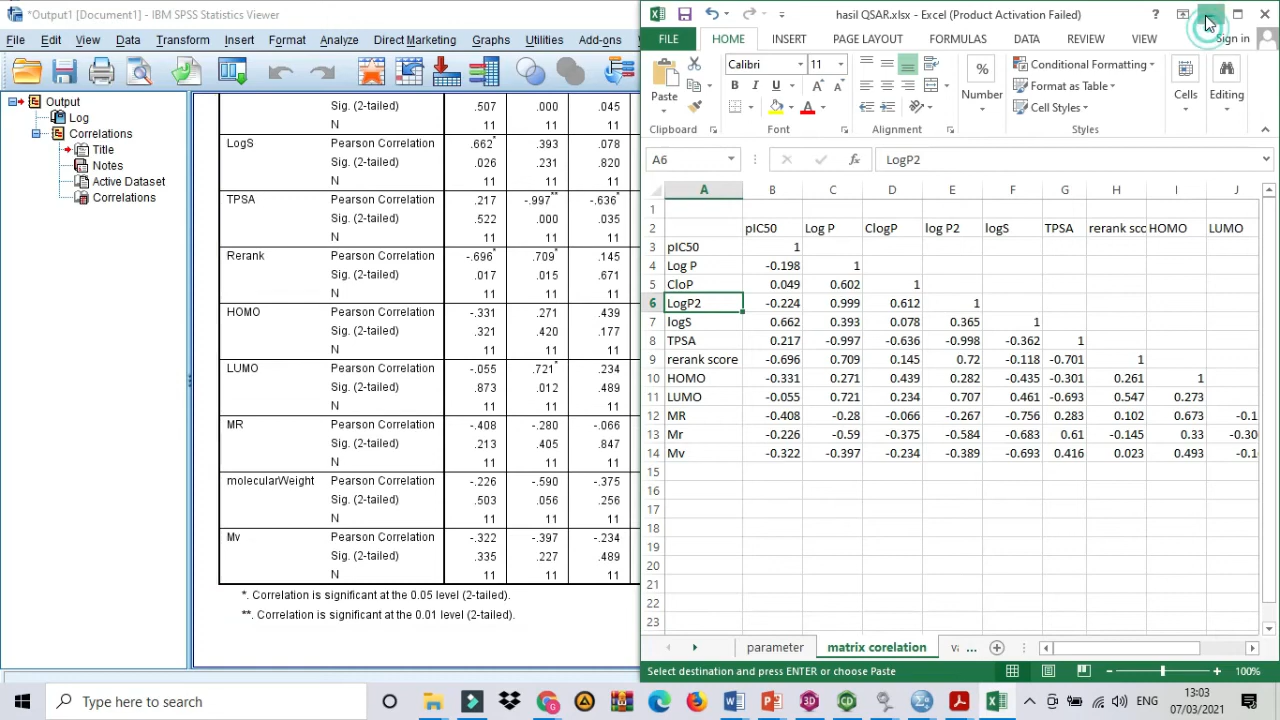 *Output1 [Document1] - IBM SPSS Statistics Viewer
File Edit View Data Transform Insert Format Analyze Direct Marketing Graphs Utilities Add-ons
Output
Log
Correlations
Title
Notes
Active Dataset
Correlations
Sig. (2-tailed) .507 .000 .045
N 11 11 11
LogS Pearson Correlation .662* .393 .078
Sig. (2-tailed) .026 .231 .820
N 11 11 11
TPSA Pearson Correlation .217 -.997** -.636*
Sig. (2-tailed) .522 .000 .035
N 11 11 11
Rerank Pearson Correlation -.696* .709* .145
Sig. (2-tailed) .017 .015 .671
N 11 11 11
HOMO Pearson Correlation -.331 .271 .439
Sig. (2-tailed) .321 .420 .177
N 11 11 11
LUMO Pearson Correlation -.055 .721* .234
Sig. (2-tailed) .873 .012 .489
N 11 11 11
MR Pearson Correlation -.408 -.280 -.066
Sig. (2-tailed) .213 .405 .847
N 11 11 11
molecularWeight Pearson Correlation -.226 -.590 -.375
Sig. (2-tailed) .503 .056 .256
N 11 11 11
Mv Pearson Correlation -.322 -.397 -.234
Sig. (2-tailed) .335 .227 .489
N 11 11 11
*. Correlation is significant at the 0.05 level (2-tailed).
**. Correlation is significant at the 0.01 level (2-tailed).
hasil QSAR.xlsx - Excel (Product Activation Failed)
FILE HOME INSERT PAGE LAYOUT FORMULAS DATA REVIEW VIEW Sign in
Calibri 11
Paste
B I U
Number
Conditional Formatting
Format as Table
Cell Styles
Cells
Editing
Clipboard Font Alignment Styles
A6 fx LogP2
A B C D E F G H I J
1
2 pIC50 Log P ClogP log P2 logS TPSA rerank sco HOMO LUMO
3 pIC50 1
4 Log P -0.198 1
5 CloP 0.049 0.602 1
6 LogP2 -0.224 0.999 0.612 1
7 logS 0.662 0.393 0.078 0.365 1
8 TPSA 0.217 -0.997 -0.636 -0.998 -0.362 1
9 rerank score -0.696 0.709 0.145 0.72 -0.118 -0.701 1
10 HOMO -0.331 0.271 0.439 0.282 -0.435 -0.301 0.261 1
11 LUMO -0.055 0.721 0.234 0.707 0.461 -0.693 0.547 0.273
12 MR -0.408 -0.28 -0.066 -0.267 -0.756 0.283 0.102 0.673 -0.1
13 Mr -0.226 -0.59 -0.375 -0.584 -0.683 0.61 -0.145 0.33 -0.30
14 Mv -0.322 -0.397 -0.234 -0.389 -0.693 0.416 0.023 0.493 -0.1
15
16
17
18
19
20
21
22
23
parameter matrix corelation va ...
Select destination and press ENTER or choose Paste 100%
Type here to search
ENG
13:03
07/03/2021